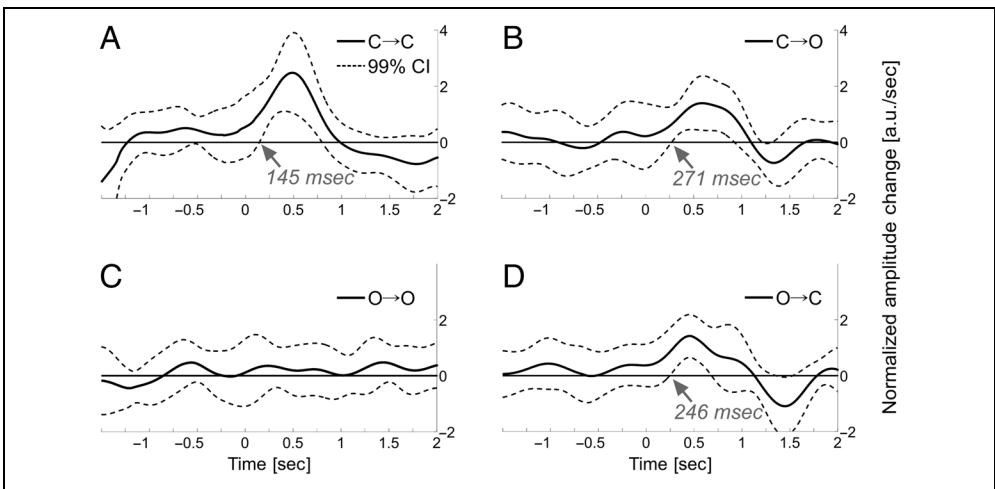 A
C→C
99% CI
4
2
0
−2
145 msec
−1 −0.5 0 0.5 1 1.5 2
B
C→O
4
2
0
−2
271 msec
−1 −0.5 0 0.5 1 1.5 2
Normalized amplitude change [a.u./sec]
C
O→O
2
0
−2
−1 −0.5 0 0.5 1 1.5 2
Time [sec]
D
O→C
2
0
−2
246 msec
−1 −0.5 0 0.5 1 1.5 2
Time [sec]